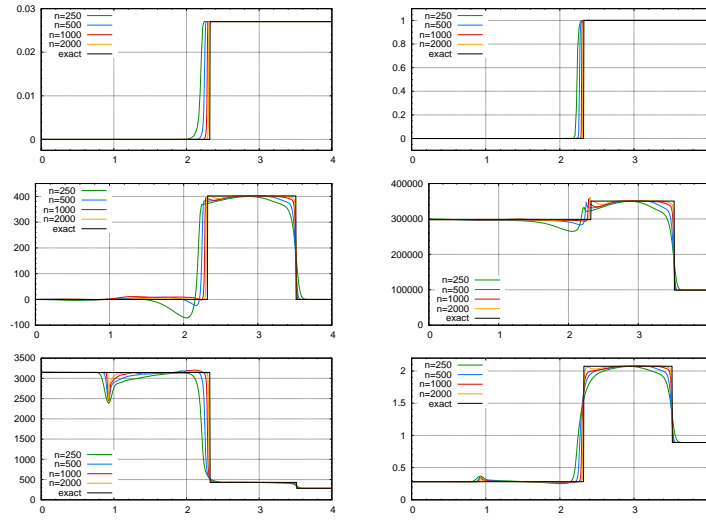 0.03
0.02
0.01
0
n=250
n=500
n=1000
n=2000
exact
0 1 2 3 4
1
0.8
0.6
0.4
0.2
0.0
n=250
n=500
n=1000
n=2000
exact
0 1 2 3 4
400
300
200
100
0
-100
n=250
n=500
n=1000
n=2000
exact
0 1 2 3 4
400000
300000
200000
100000
0
n=250
n=500
n=1000
n=2000
exact
0 1 2 3 4
3500
3000
2500
2000
1500
1000
500
0
n=250
n=500
n=1000
n=2000
exact
0 1 2 3 4
2
1.5
1
0.5
0
n=250
n=500
n=1000
n=2000
exact
0 1 2 3 4